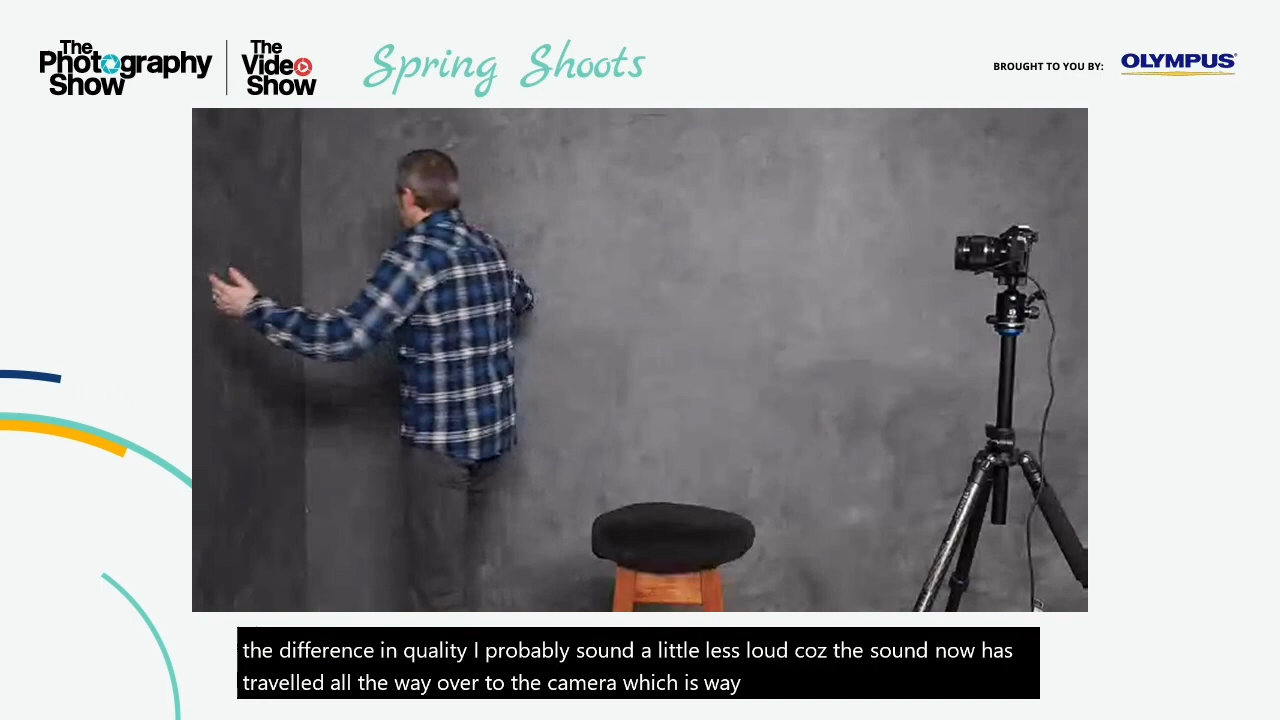 The
Photography
Show
The
Video
Show
Spring Shoots
BROUGHT TO YOU BY:
OLYMPUS
the difference in quality I probably sound a little less loud coz the sound now has
travelled all the way over to the camera which is way